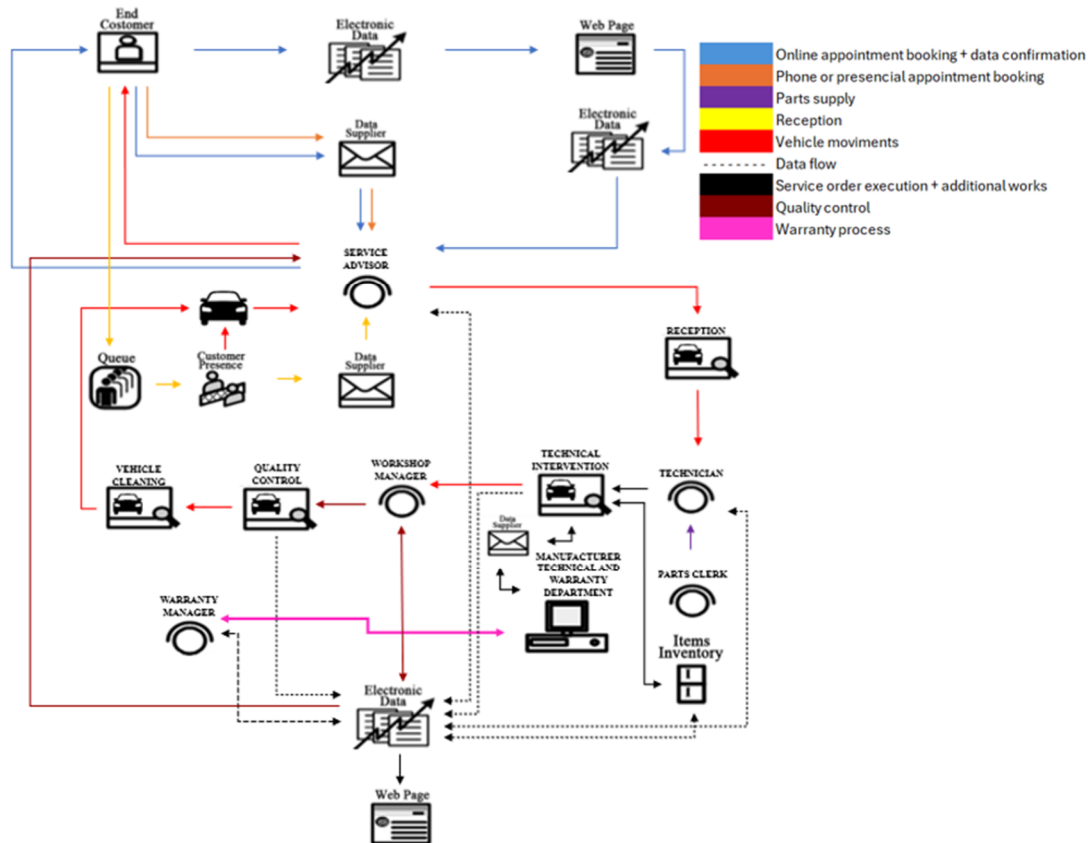 End
Costomer
Electronic
Data
Web Page
Online appointment booking + data confirmation
Phone or presencial appointment booking
Parts supply
Reception
Vehicle moviments
Data flow
Service order execution + additional works
Quality control
Warranty process
Data
Supplier
Electronic
Data
SERVICE
ADVISOR
RECEPTION
Queue
Customer
Presence
Data
Supplier
VEHICLE
CLEANING
QUALITY
CONTROL
WORKSHOP
MANAGER
TECHNICAL
INTERVENTION
TECHNICIAN
Data
Supplier
MANUFACTURER
TECHNICAL AND
WARRANTY
DEPARTMENT
PARTS CLERK
WARRANTY
MANAGER
Items
Inventory
Electronic
Data
Web Page